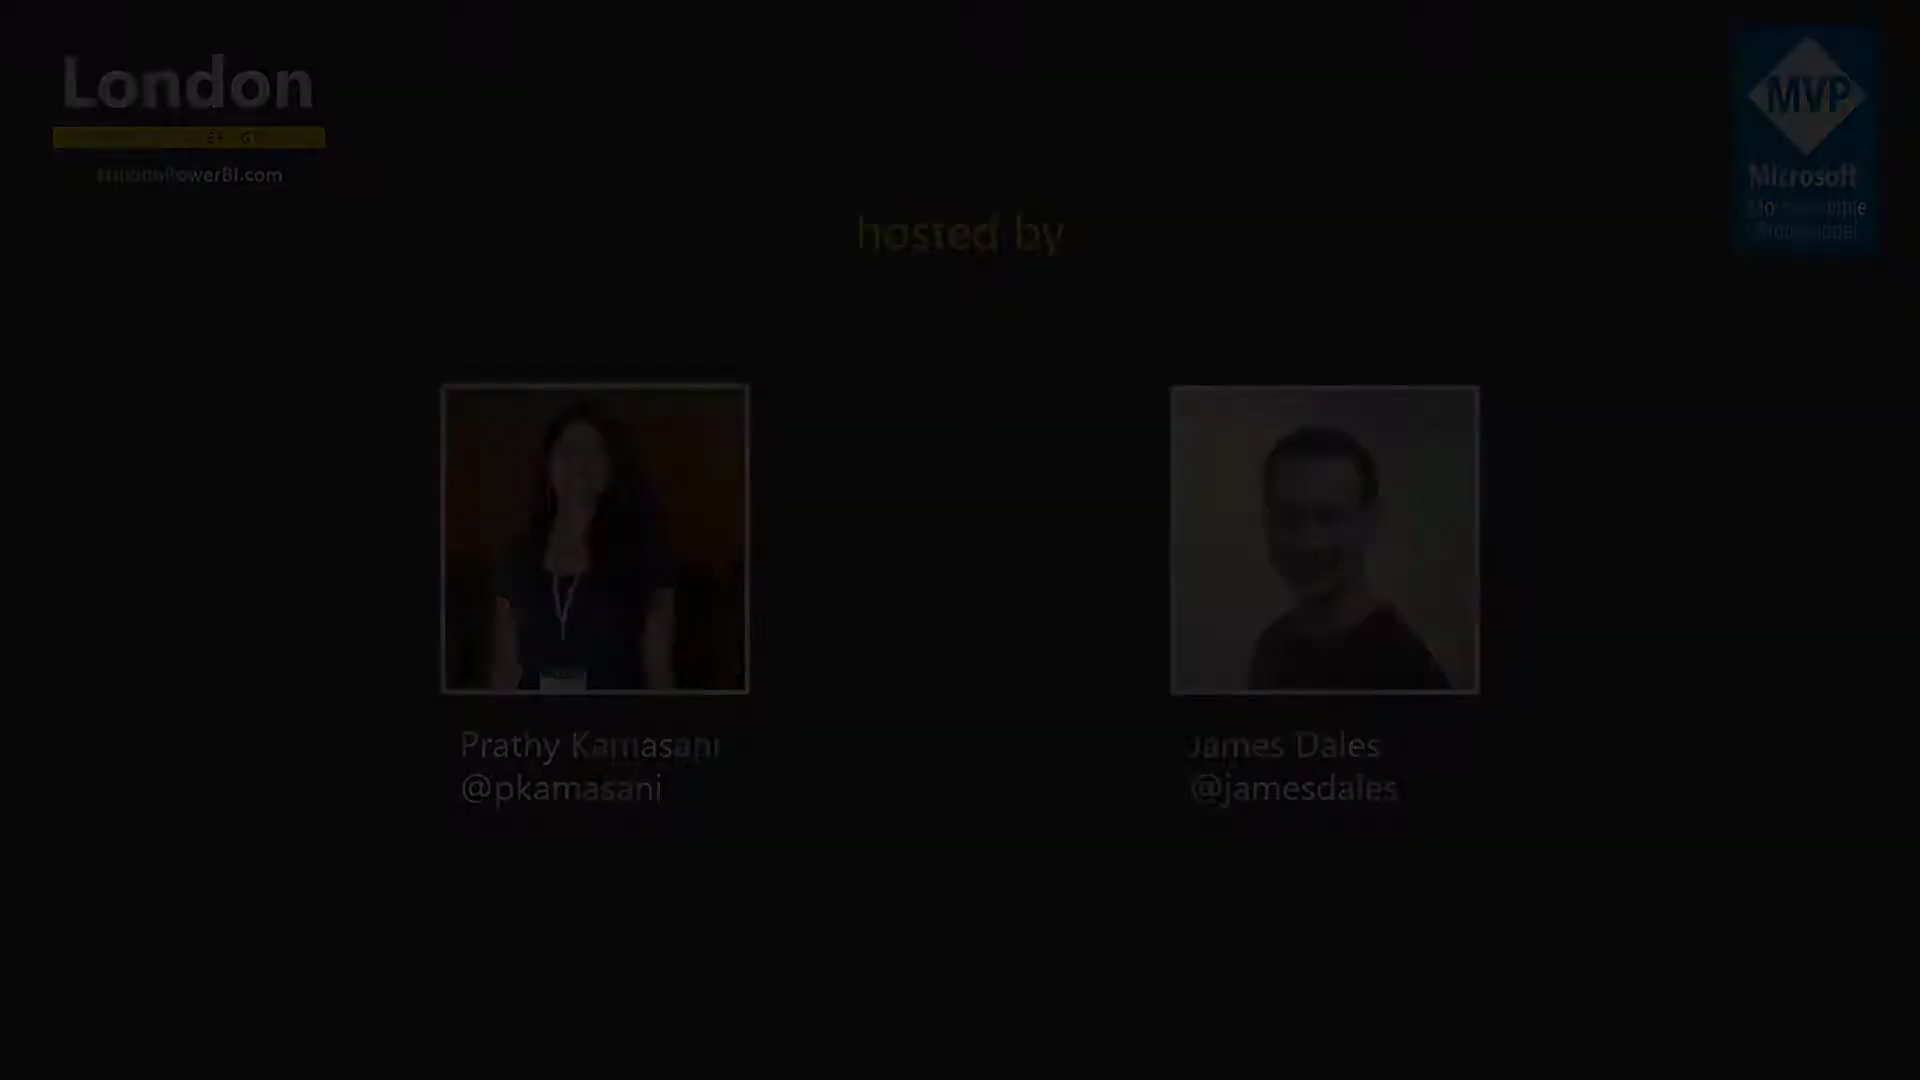 London
LondonPowerBI.com
MVP
Microsoft
hosted by
Prathy Kamasani
@pkamasani
James Dales
@jamesdales